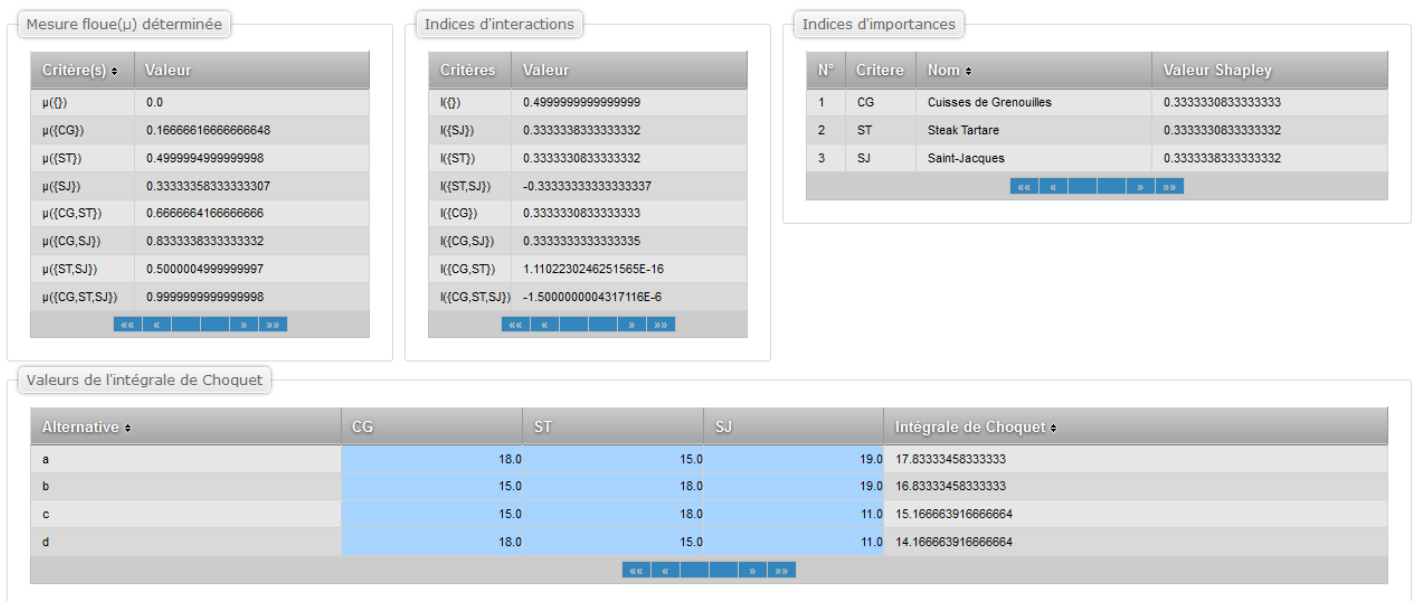 Mesure floue(µ) déterminée
Critère(s) Valeur
µ({}) 0.0
µ({CG}) 0.16666616666666648
µ({ST}) 0.4999994999999998
µ({SJ}) 0.33333358333333307
µ({CG,ST}) 0.6666664166666666
µ({CG,SJ}) 0.8333338333333332
µ({ST,SJ}) 0.5000004999999997
µ({CG,ST,SJ}) 0.9999999999999998
«« « » »»
Indices d'interactions
Critères Valeur
I({}) 0.4999999999999999
I({SJ}) 0.3333338333333332
I({ST}) 0.3333330833333332
I({ST,SJ}) -0.33333333333333337
I({CG}) 0.3333330833333333
I({CG,SJ}) 0.3333333333333335
I({CG,ST}) 1.1102230246251565E-16
I({CG,ST,SJ}) -1.5000000004317116E-6
«« « » »»
Indices d'importances
N° Critere Nom Valeur Shapley
1 CG Cuisses de Grenouilles 0.3333330833333333
2 ST Steak Tartare 0.3333330833333332
3 SJ Saint-Jacques 0.3333338333333332
«« « » »»
Valeurs de l'intégrale de Choquet
Alternative CG ST SJ Intégrale de Choquet
a 18.0 15.0 19.0 17.83333458333333
b 15.0 18.0 19.0 16.83333458333333
c 15.0 18.0 11.0 15.166663916666664
d 18.0 15.0 11.0 14.166663916666664
«« « » »»